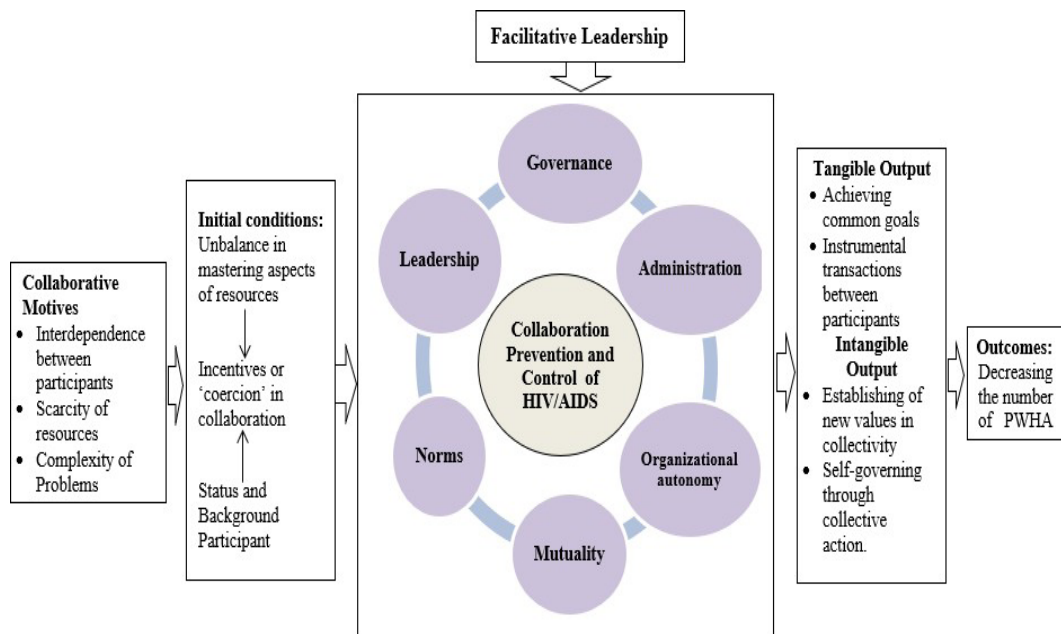 Facilitative Leadership
Collaborative
Motives
• Interdependence
between
participants
• Scarcity of
resources
• Complexity of
Problems
Initial conditions:
Unbalance in
mastering aspects
of resources
Incentives or
‘coercion’ in
collaboration
Status and
Background
Participant
Governance
Leadership
Administration
Collaboration
Prevention and
Control of
HIV/AIDS
Norms
Organizational
autonomy
Mutuality
Tangible Output
• Achieving
common goals
• Instrumental
transactions
between
participants
Intangible
Output
• Establishing of
new values in
collectivity
• Self-governing
through
collective
action.
Outcomes:
Decreasing
the number
of PWHA